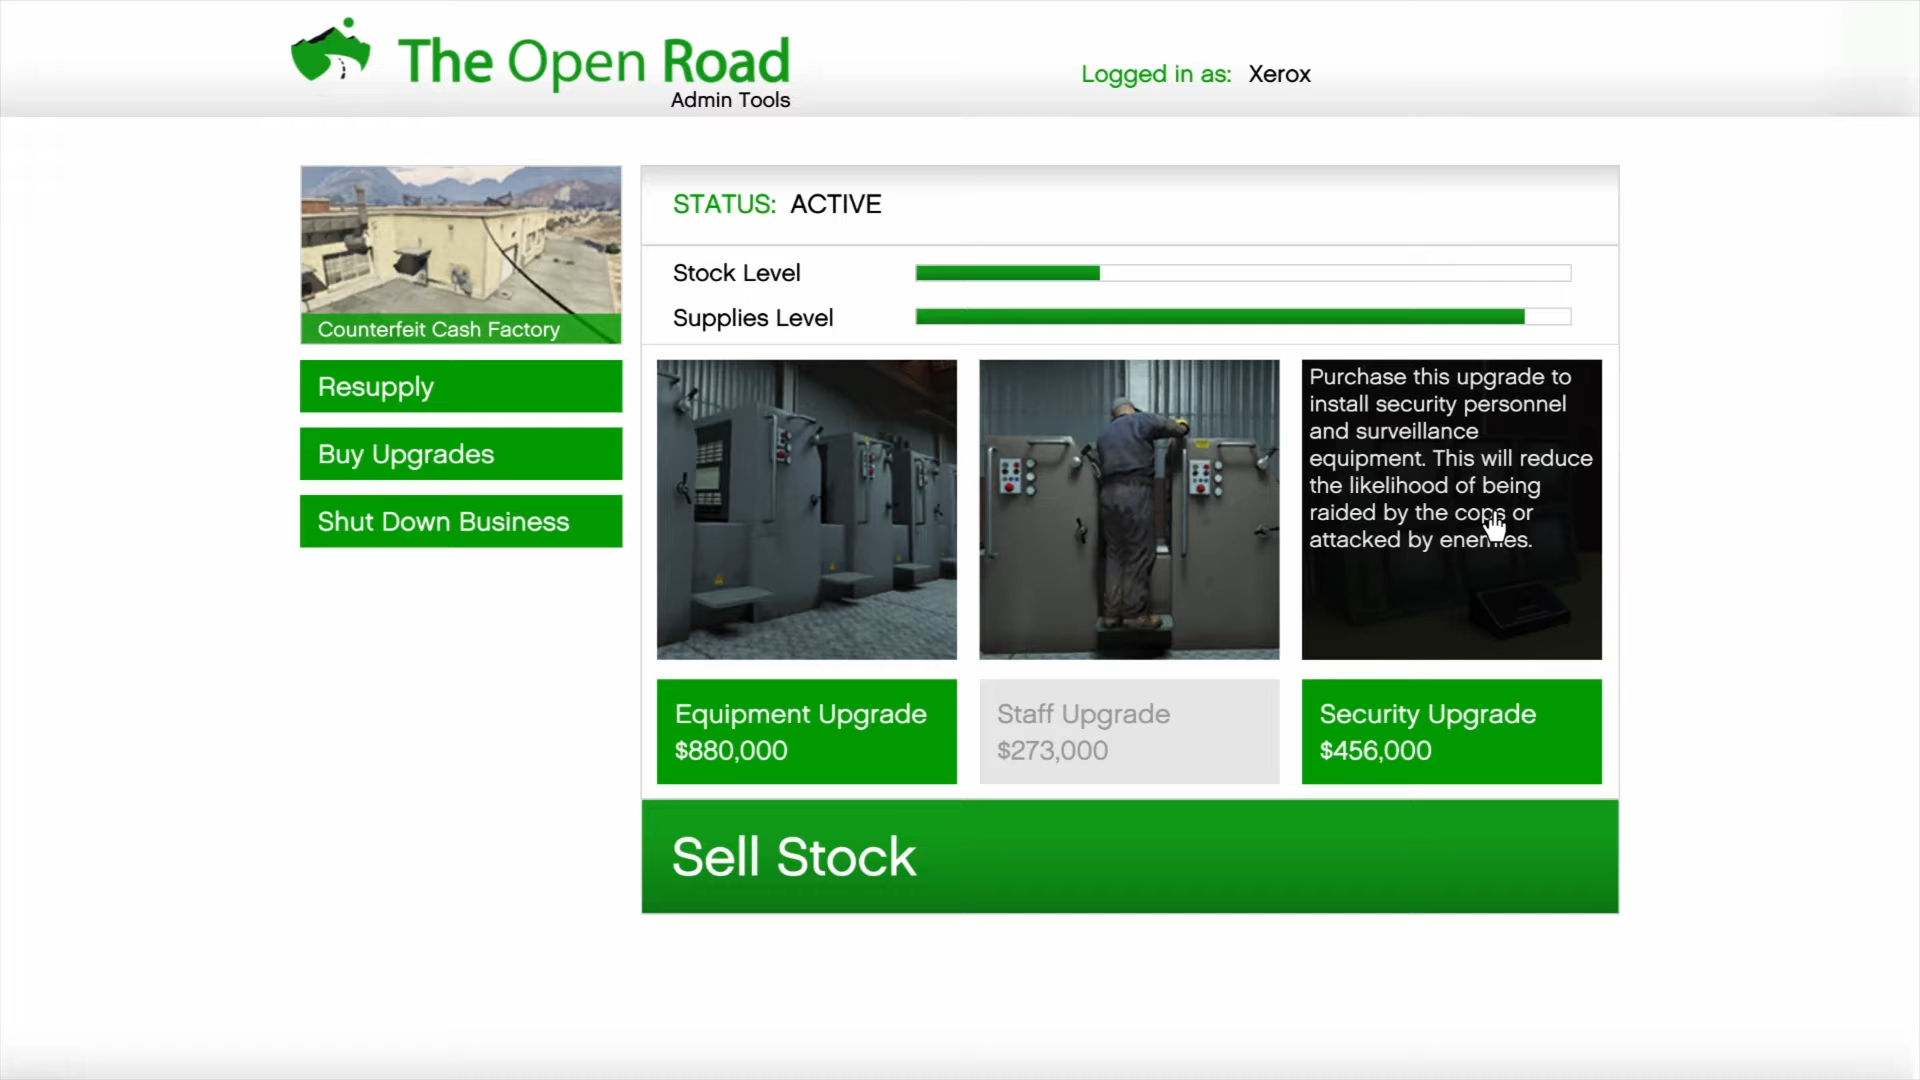 The Open Road
Admin Tools
Logged in as: Xerox
Counterfeit Cash Factory
Resupply
Buy Upgrades
Shut Down Business
STATUS: ACTIVE
Stock Level
Supplies Level
Purchase this upgrade to
install security personnel
and surveillance
equipment. This will reduce
the likelihood of being
raided by the cops or
attacked by enemies.
Equipment Upgrade
$880,000
Staff Upgrade
$273,000
Security Upgrade
$456,000
Sell Stock